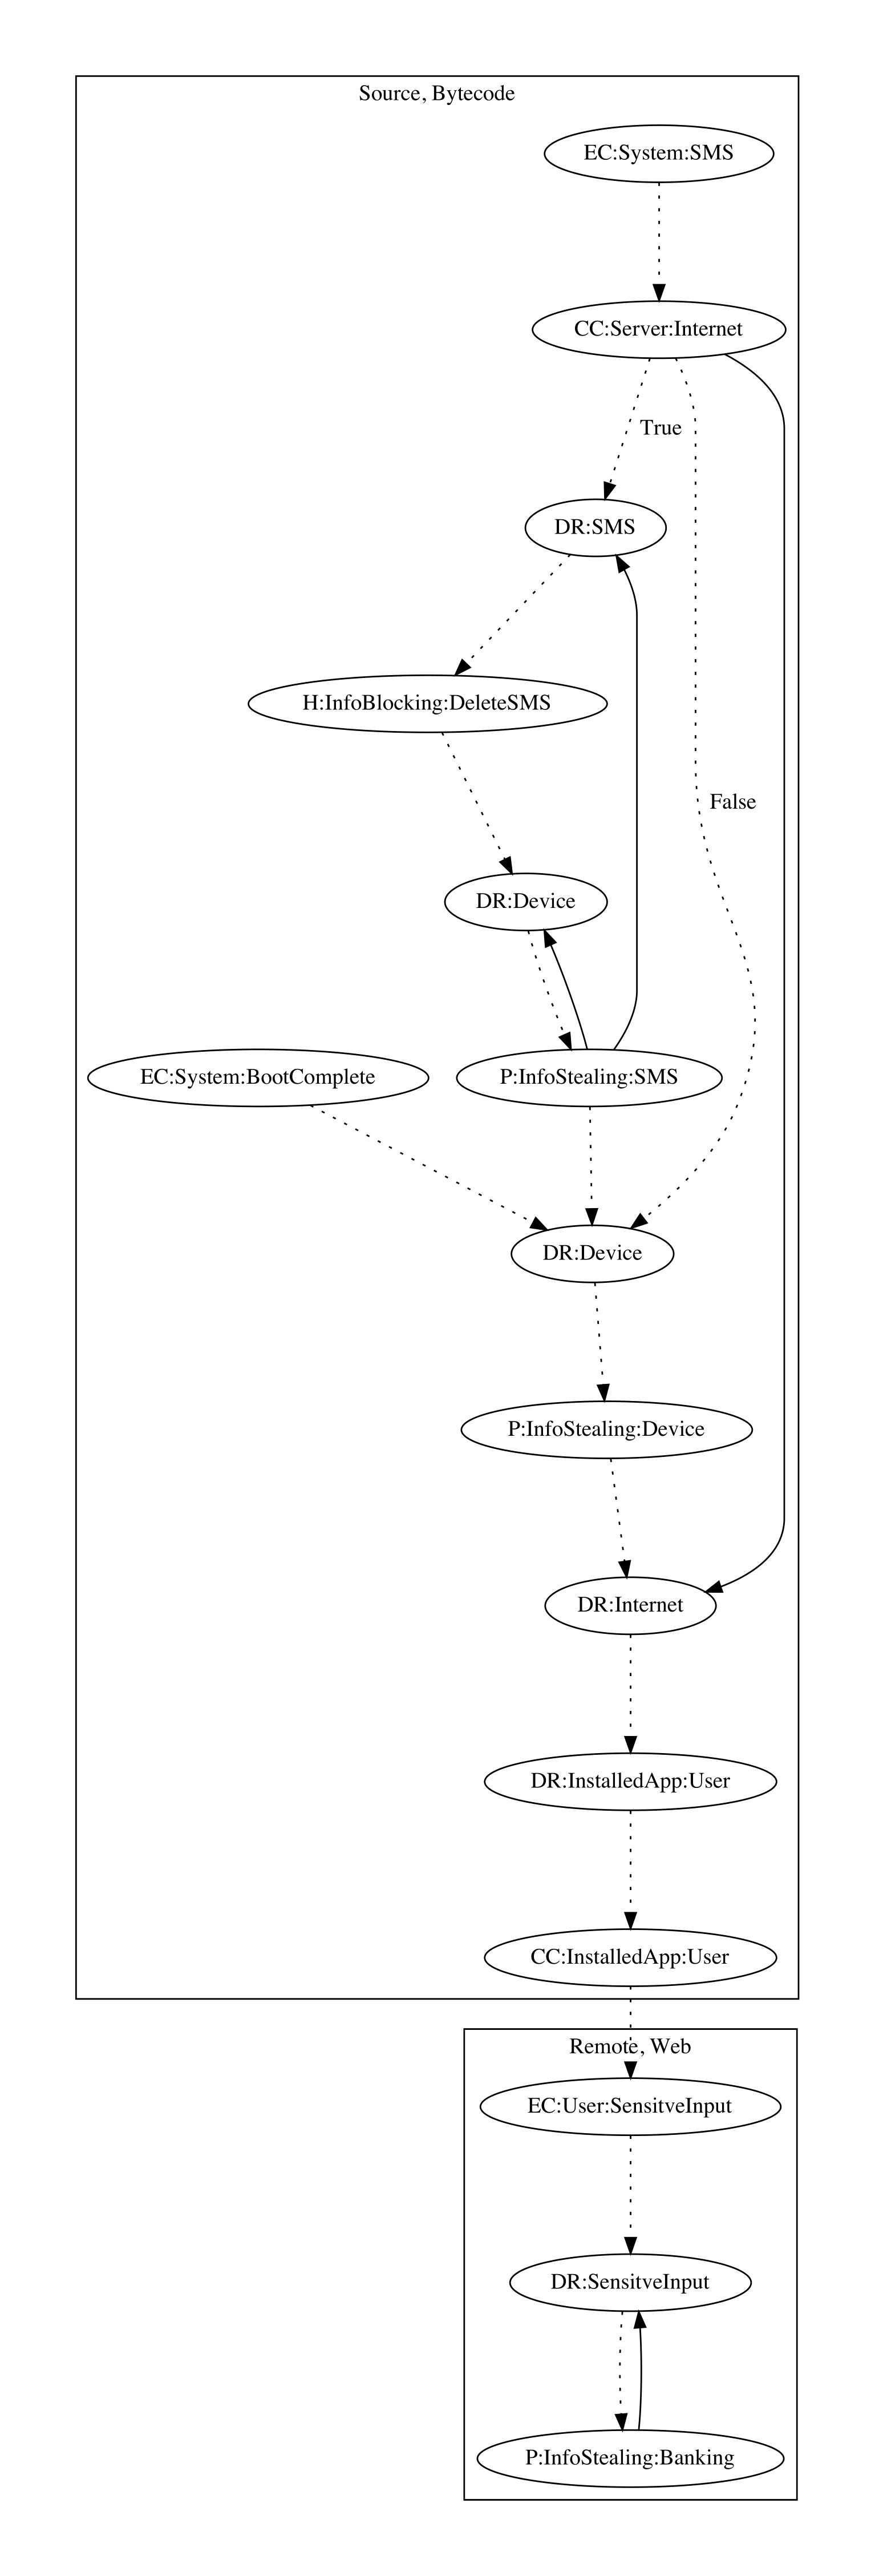 Source, Bytecode
EC:System:SMS
CC:Server:Internet
True
DR:SMS
H:InfoBlocking:DeleteSMS
False
DR:Device
EC:System:BootComplete
P:InfoStealing:SMS
DR:Device
P:InfoStealing:Device
DR:Internet
DR:InstalledApp:User
CC:InstalledApp:User
Remote, Web
EC:User:SensitveInput
DR:SensitveInput
P:InfoStealing:Banking